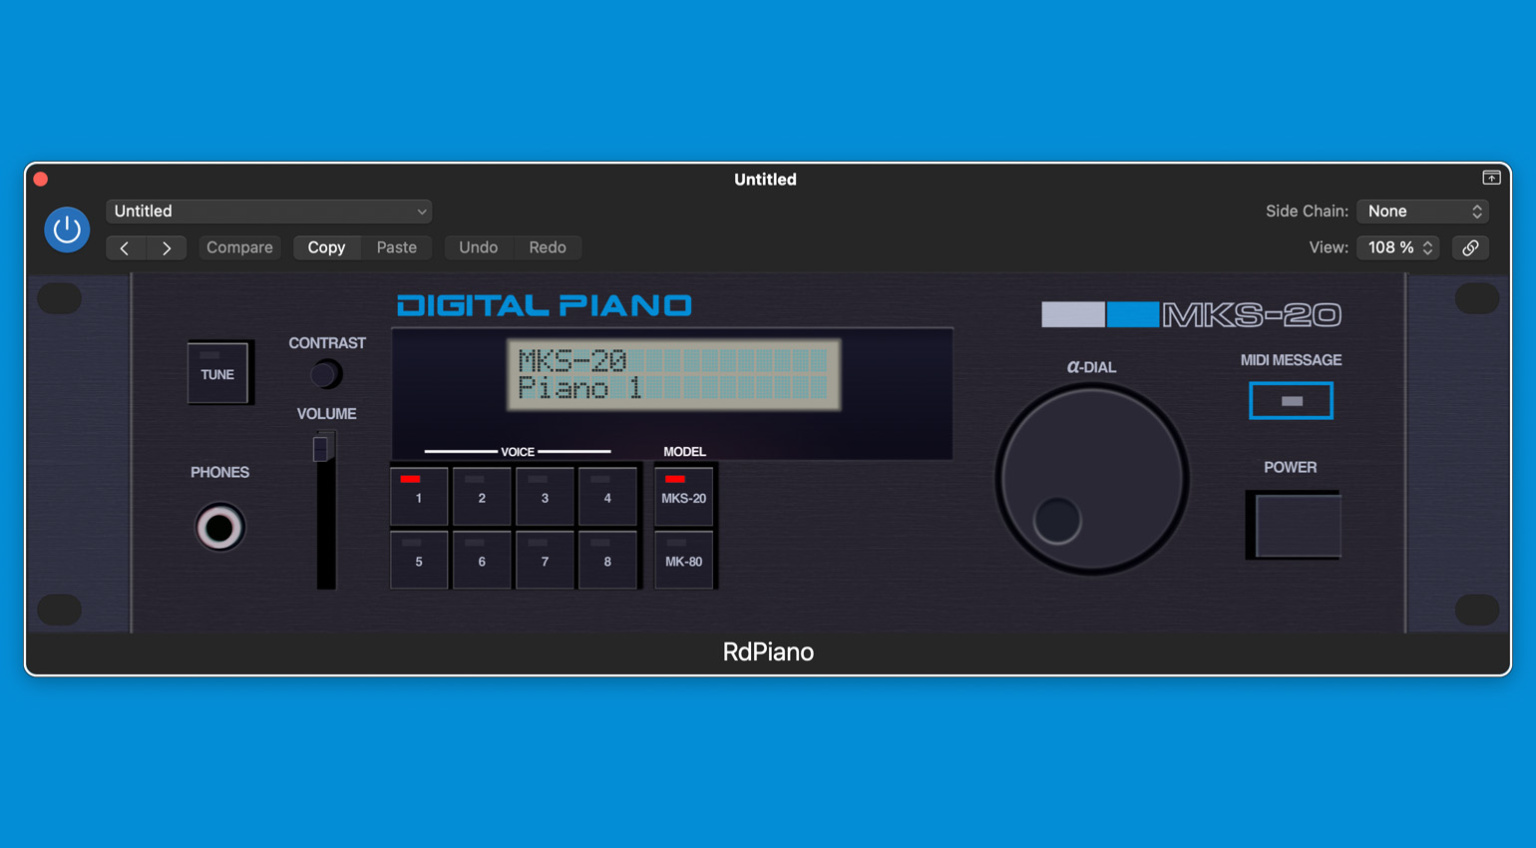 Untitled
Untitled
Side Chain: None
Compare Copy Paste Undo Redo
View: 108 %
DIGITAL PIANO
MKS-20
CONTRAST
MIDI MESSAGE
α-DIAL
TUNE
MKS-20
Piano 1
VOLUME
VOICE
MODEL
PHONES
POWER
1 2 3 4 MKS-20
5 6 7 8 MK-80
RdPiano